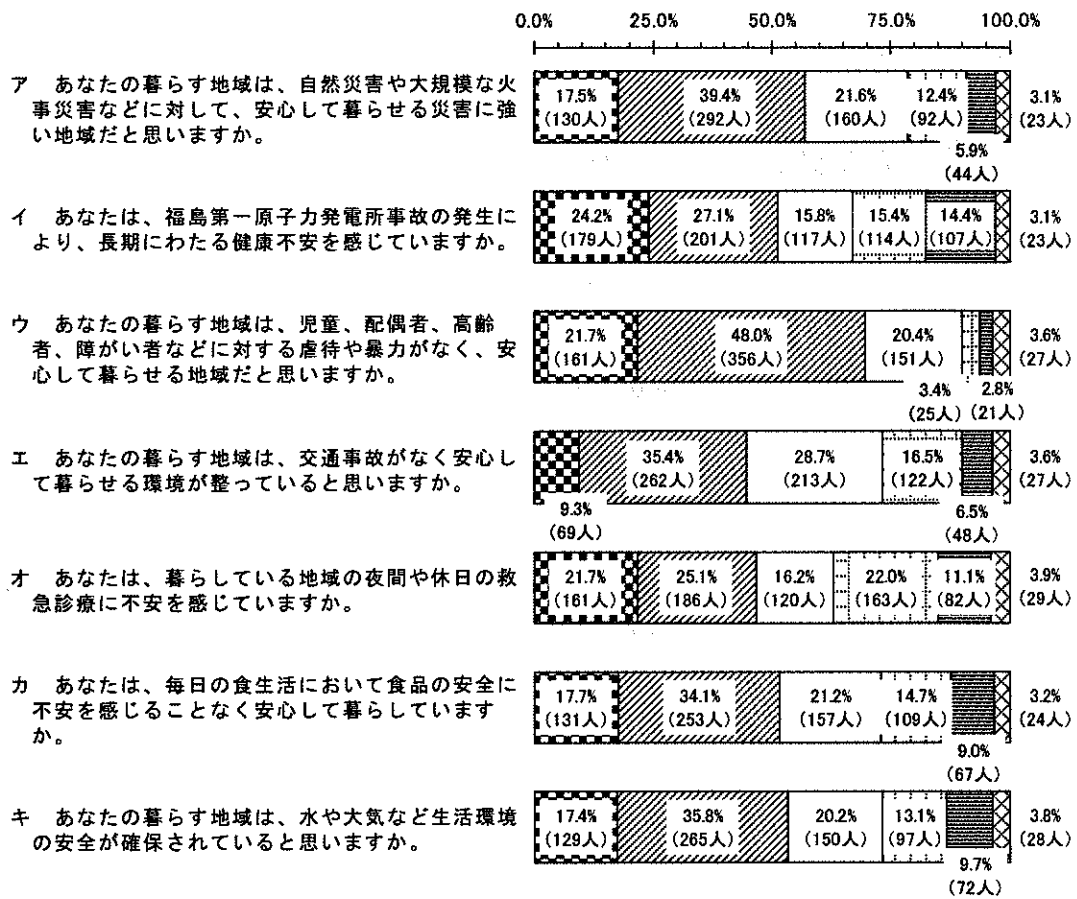 0.0% 25.0% 50.0% 75.0% 100.0%
ア あなたの暮らす地域は、自然災害や大規模な火
事災害などに対して、安心して暮らせる災害に強
い地域だと思いますか。
17.5% 39.4% 21.6% 12.4% 3.1%
(130人) (292人) (160人) (92人) (23人)
5.9%
(44人)
イ あなたは、福島第一原子力発電所事故の発生に
より、長期にわたる健康不安を感じていますか。
24.2% 27.1% 15.8% 15.4% 14.4% 3.1%
(179人) (201人) (117人) (114人) (107人) (23人)
ウ あなたの暮らす地域は、児童、配偶者、高齢
者、障がい者などに対する虐待や暴力がなく、安
心して暮らせる地域だと思いますか。
21.7% 48.0% 20.4% 3.6%
(161人) (356人) (151人) (27人)
3.4% 2.8%
(25人) (21人)
エ あなたの暮らす地域は、交通事故がなく安心し
て暮らせる環境が整っていると思いますか。
35.4% 28.7% 16.5% 3.6%
(262人) (213人) (122人) (27人)
9.3% 6.5%
(69人) (48人)
オ あなたは、暮らしている地域の夜間や休日の救
急診療に不安を感じていますか。
21.7% 25.1% 16.2% 22.0% 11.1% 3.9%
(161人) (186人) (120人) (163人) (82人) (29人)
カ あなたは、毎日の食生活において食品の安全に
不安を感じることなく安心して暮らしています
か。
17.7% 34.1% 21.2% 14.7% 3.2%
(131人) (253人) (157人) (109人) (24人)
9.0%
(67人)
キ あなたの暮らす地域は、水や大気など生活環境
の安全が確保されていると思いますか。
17.4% 35.8% 20.2% 13.1% 3.8%
(129人) (265人) (150人) (97人) (28人)
9.7%
(72人)